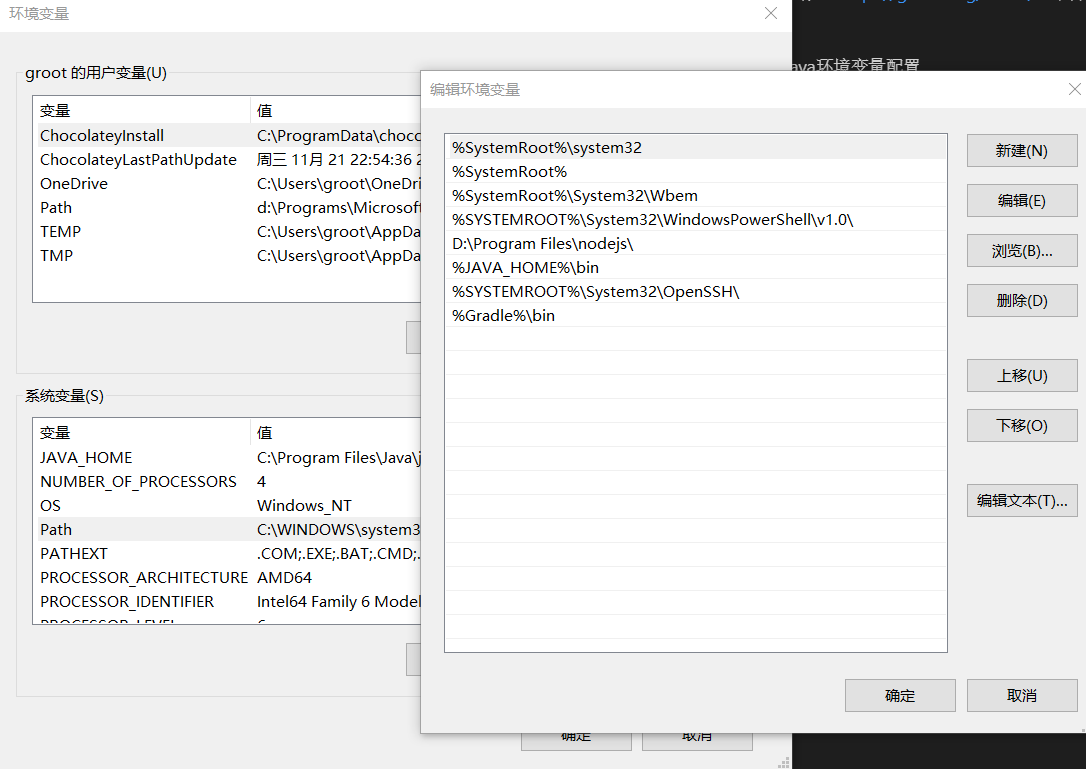 环境变量
groot 的用户变量(U)
变量 值
ChocolateyInstall C:\ProgramData\choco
ChocolateyLastPathUpdate 周三 11月 21 22:54:36 2
OneDrive C:\Users\groot\OneDri
Path d:\Programs\Microsoft
TEMP C:\Users\groot\AppDa
TMP C:\Users\groot\AppDa
系统变量(S)
变量 值
JAVA_HOME C:\Program Files\Java\j
NUMBER_OF_PROCESSORS 4
OS Windows_NT
Path C:\WINDOWS\system3
PATHEXT .COM;.EXE;.BAT;.CMD;.
PROCESSOR_ARCHITECTURE AMD64
PROCESSOR_IDENTIFIER Intel64 Family 6 Model
PROCESSOR_LEVEL 6
确定 取消
ava环境变量配置
编辑环境变量
%SystemRoot%\system32
%SystemRoot%
%SystemRoot%\System32\Wbem
%SYSTEMROOT%\System32\WindowsPowerShell\v1.0\
D:\Program Files\nodejs\
%JAVA_HOME%\bin
%SYSTEMROOT%\System32\OpenSSH\
%Gradle%\bin
新建(N)
编辑(E)
浏览(B)...
删除(D)
上移(U)
下移(O)
编辑文本(T)...
确定 取消